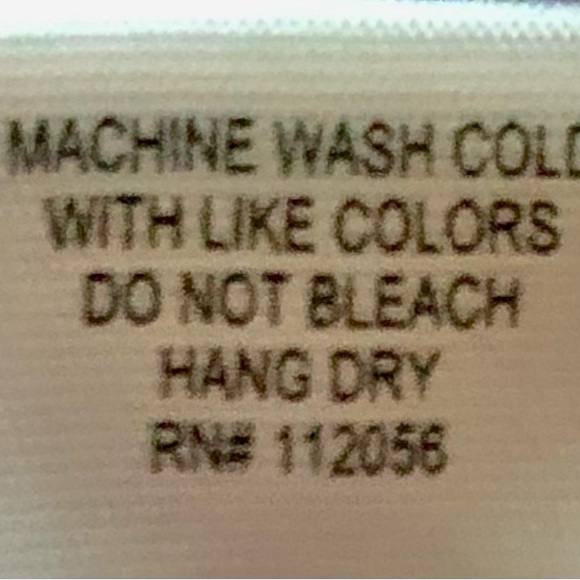 MACHINE WASH COLD
WITH LIKE COLORS
DO NOT BLEACH
HANG DRY
RN# 112056